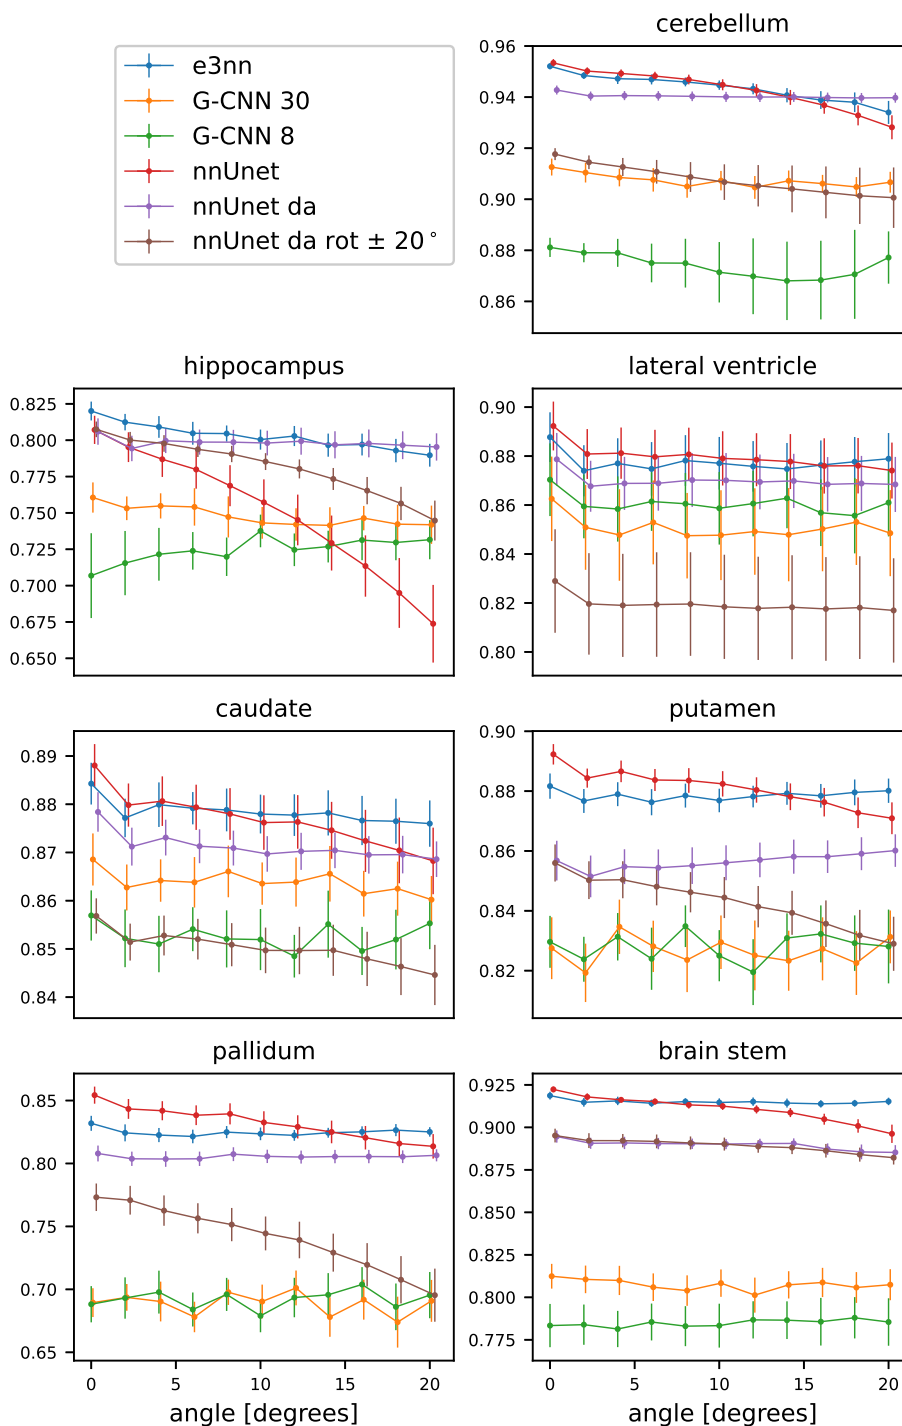 cerebellum
e3nn
G-CNN 30
G-CNN 8
nnUnet
nnUnet da
nnUnet da rot ± 20°
0.96
0.94
0.92
0.90
0.88
0.86
hippocampus
0.825
0.800
0.775
0.750
0.725
0.700
0.675
0.650
lateral ventricle
0.90
0.88
0.86
0.84
0.82
0.80
caudate
0.89
0.88
0.87
0.86
0.85
0.84
putamen
0.90
0.88
0.86
0.84
0.82
pallidum
0.85
0.80
0.75
0.70
0.65
0 5 10 15 20
angle [degrees]
brain stem
0.925
0.900
0.875
0.850
0.825
0.800
0.775
0 5 10 15 20
angle [degrees]